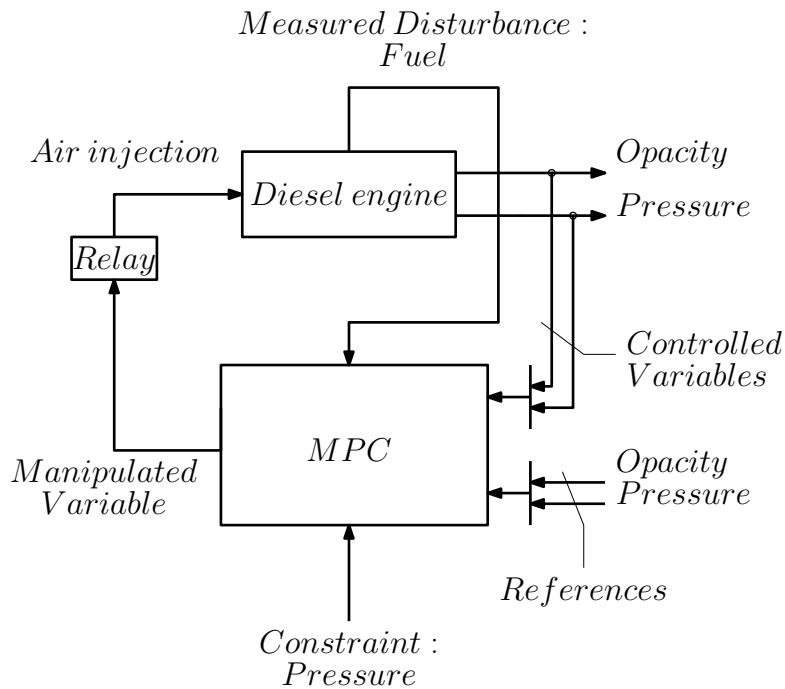 Measured Disturbance :
Fuel
Air injection
Opacity
Diesel engine
Pressure
Relay
Controlled
Variables
MPC
Manipulated
Variable
Opacity
Pressure
References
Constraint :
Pressure